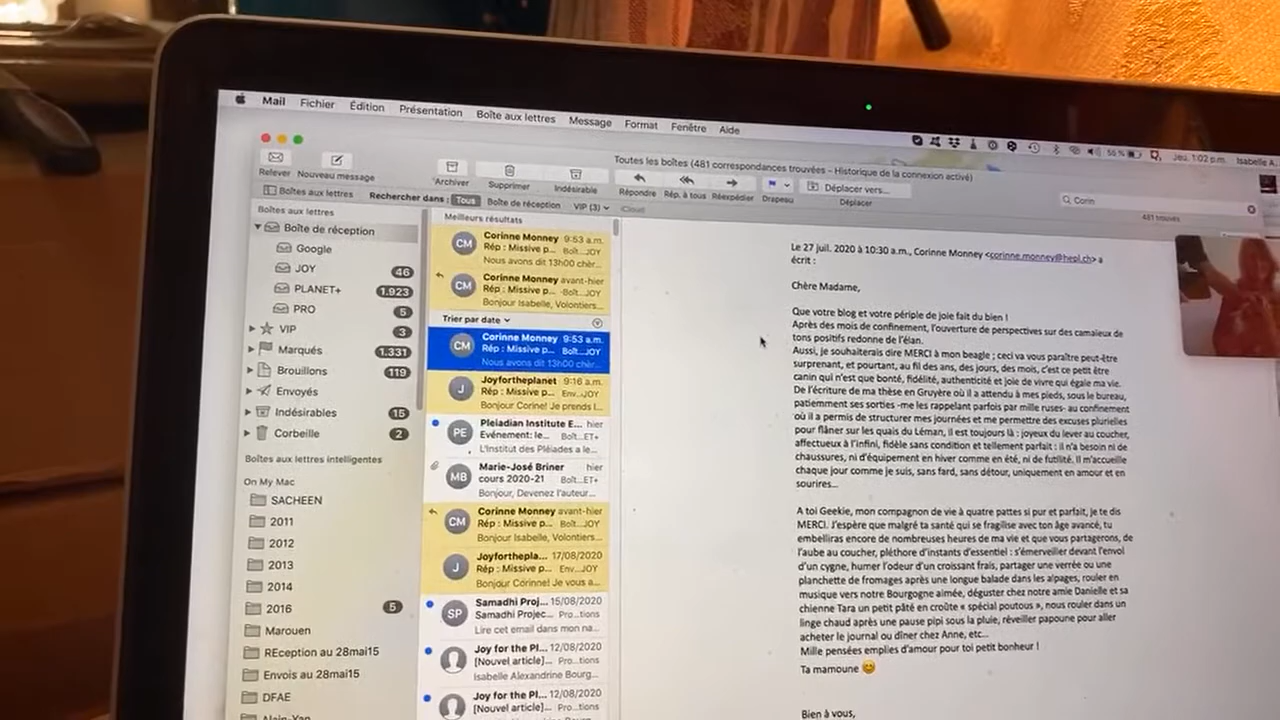 Mail Fichier Édition Présentation Boîte aux lettres Message Format Fenêtre Aide
55 % Jeu. 1:02 p.m. Isabelle A.
Toutes les boîtes (481 correspondances trouvées – Historique de la connexion activé)
Relever Nouveau message Archiver Supprimer Indésirable Répondre Rép. à tous Réexpédier Drapeau Déplacer vers... Déplacer
Corin
481 trouvés
Boîtes aux lettres Rechercher dans : Tous Boîte de réception VIP (3) iCloud
Boîtes aux lettres
Boîte de réception
Google
JOY 46
PLANET+ 1.923
PRO 5
VIP 3
Marqués 1.331
Brouillons 119
Envoyés
Indésirables 15
Corbeille 2
Boîtes aux lettres intelligentes
On My Mac
SACHEEN
2011
2012
2013
2014
2016 5
Marouen
REception au 28mai15
Envois au 28mai15
DFAE
Alain-Yan
Meilleurs résultats
CM Corinne Monney 9:53 a.m.
Rép : Missive p... Boît...JOY
Nous avons dit 13h00 chèr...
CM Corinne Monney avant-hier
Rép : Missive p... Boît...JOY
Bonjour Isabelle, Volontiers...
Trier par date
CM Corinne Monney 9:53 a.m.
Rép : Missive p... Boît...JOY
Nous avons dit 13h00 chèr...
J Joyfortheplanet 9:16 a.m.
Rép : Missive p... Env...JOY
Bonjour Corine! Je prends l...
PE Pleiadian Institute E... hier
Evénement: le... Boît...ET+
L'Institut des Pléiades a le...
MB Marie-José Briner hier
cours 2020-21 Boît...ET+
Bonjour, Devenez l'auteur...
CM Corinne Monney avant-hier
Rép : Missive p... Boît...JOY
Bonjour Isabelle, Volontiers...
J Joyforthepla... 17/08/2020
Rép : Missive p... Env...JOY
Bonjour Corinne! Je vous a...
SP Samadhi Proj... 15/08/2020
Samadhi Projec... Pro...tions
Lire cet email dans mon na...
Joy for the Pl... 12/08/2020
[Nouvel article]... Pro...tions
Isabelle Alexandrine Bourg...
Joy for the Pl... 12/08/2020
[Nouvel article]... Pro...tions
Le 27 juil. 2020 à 10:30 a.m., Corinne Monney <corinne.monney@hepl.ch> a
écrit :
Chère Madame,
Que votre blog et votre périple de joie fait du bien !
Après des mois de confinement, l'ouverture de perspectives sur des camaïeux de
tons positifs redonne de l'élan.
Aussi, je souhaiterais dire MERCI à mon beagle ; ceci va vous paraître peut-être
surprenant, et pourtant, au fil des ans, des jours, des mois, c'est ce petit être
canin qui n'est que bonté, fidélité, authenticité et joie de vivre qui égaie ma vie.
De l'écriture de ma thèse en Gruyère où il a attendu à mes pieds, sous le bureau,
patiemment ses sorties -me les rappelant parfois par mille ruses- au confinement
où il a permis de structurer mes journées et me permettre des excuses plurielles
pour flâner sur les quais du Léman, il est toujours là : joyeux du lever au coucher,
affectueux à l'infini, fidèle sans condition et tellement parfait : il n'a besoin ni de
chaussures, ni d'équipement en hiver comme en été, ni de futilité. Il m'accueille
chaque jour comme je suis, sans fard, sans détour, uniquement en amour et en
sourires...
A toi Geekie, mon compagnon de vie à quatre pattes si pur et parfait, je te dis
MERCI. J'espère que malgré ta santé qui se fragilise avec ton âge avancé, tu
embelliras encore de nombreuses heures de ma vie et que vous partagerons, de
l'aube au coucher, pléthore d'instants d'essentiel : s'émerveiller devant l'envol
d'un cygne, humer l'odeur d'un croissant frais, partager une verrée ou une
planchette de fromages après une longue balade dans les alpages, rouler en
musique vers notre Bourgogne aimée, déguster chez notre amie Danielle et sa
chienne Tara un petit pâté en croûte « spécial poutous », nous rouler dans un
linge chaud après une pause pipi sous la pluie, réveiller papoune pour aller
acheter le journal ou dîner chez Anne, etc...
Mille pensées emplies d'amour pour toi petit bonheur !
Ta mamoune 😊
Bien à vous,